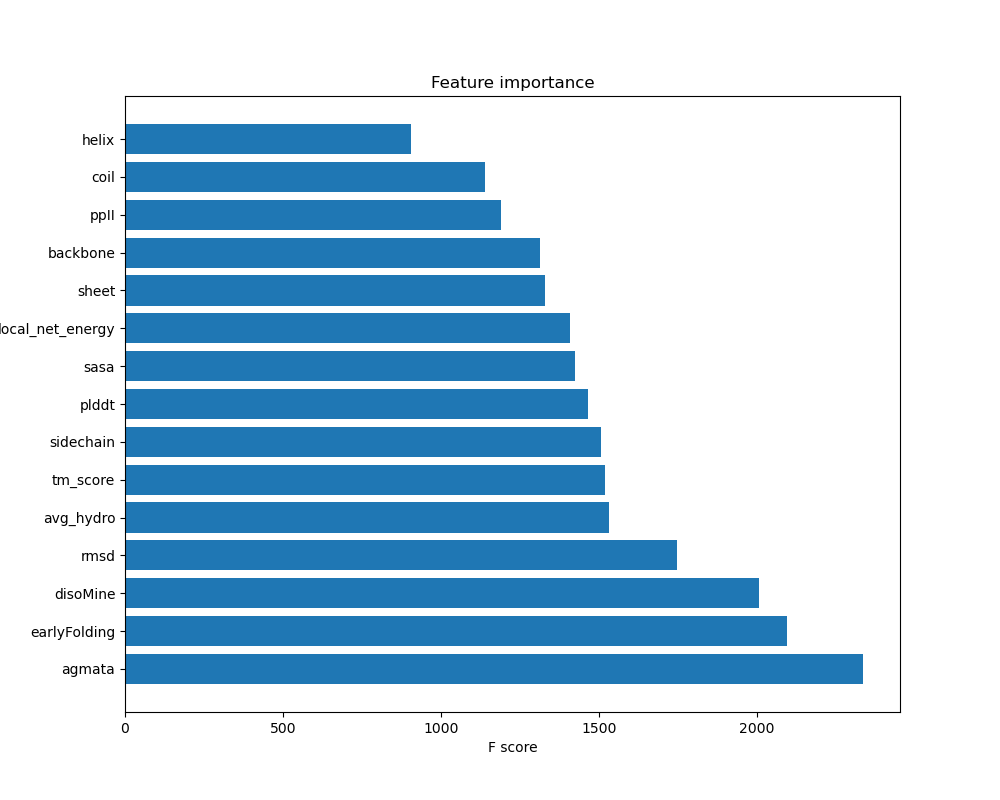 Feature importance
helix
coil
ppII
backbone
sheet
local_net_energy
sasa
plddt
sidechain
tm_score
avg_hydro
rmsd
disoMine
earlyFolding
agmata
0 500 1000 1500 2000
F score